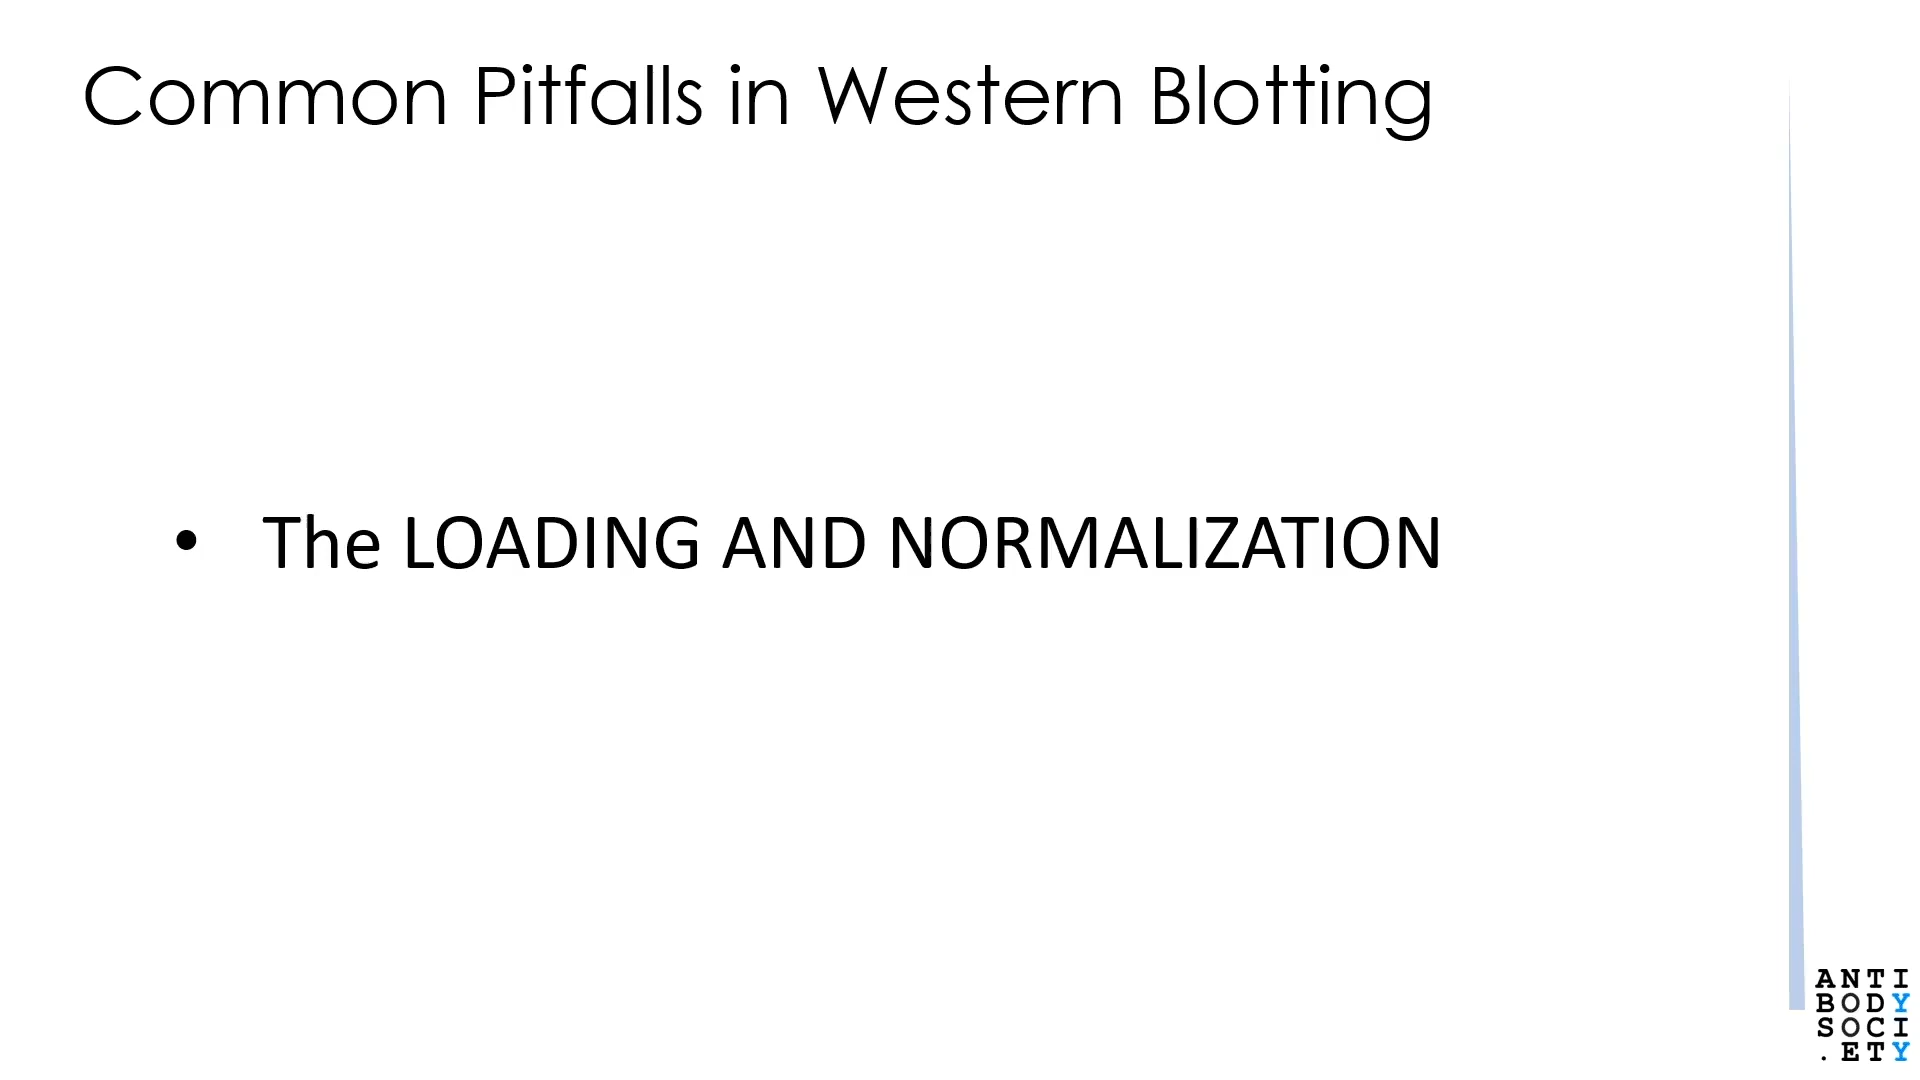 Common Pitfalls in Western Blotting
• The LOADING AND NORMALIZATION
ANTI
BODY
SOCI
.ETY